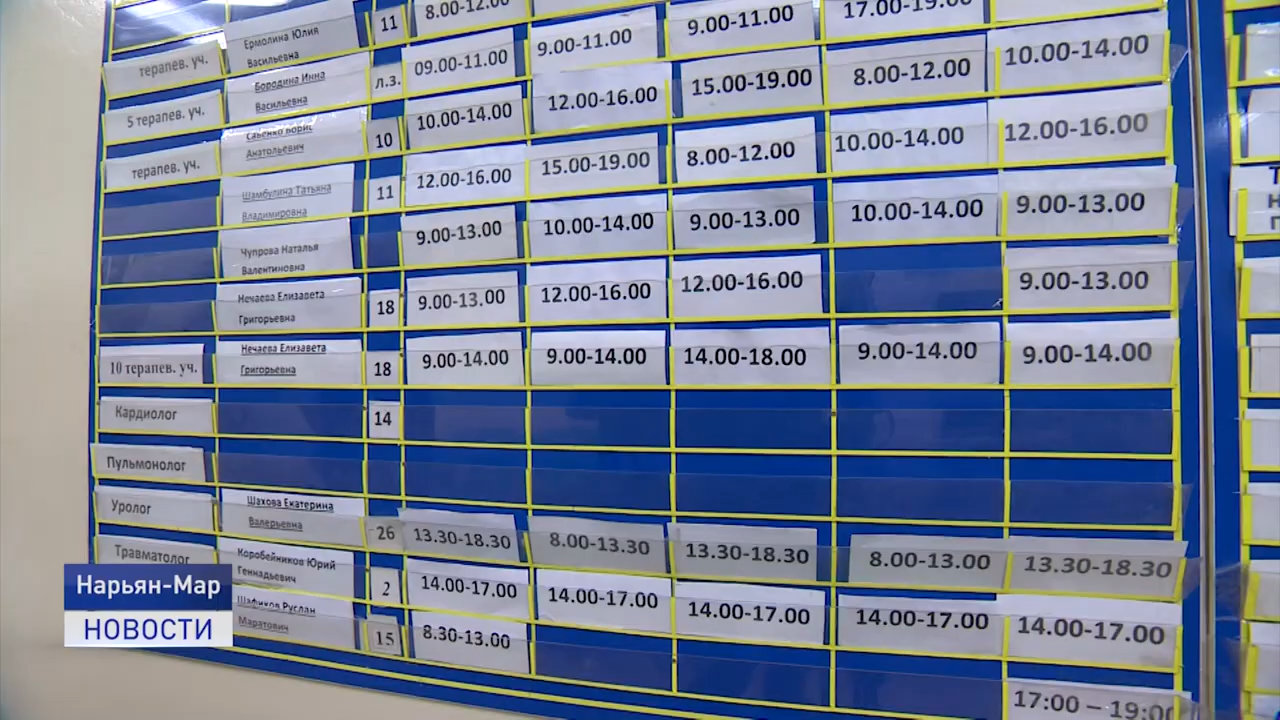 Ермолина Юлия
Васильевна
11 8.00-12.00 9.00-11.00 9.00-11.00 17.00-19.00 10.00-14.00
терапев. уч.
Бородина Инна
Васильевна
л.з. 09.00-11.00 12.00-16.00 15.00-19.00 8.00-12.00 12.00-16.00
5 терапев. уч.
Савенко Борис
Анатольевич
10 10.00-14.00 15.00-19.00 8.00-12.00 10.00-14.00 9.00-13.00
терапев. уч.
Шамбулина Татьяна
Владимировна
11 12.00-16.00 10.00-14.00 9.00-13.00 10.00-14.00 9.00-13.00
Чупрова Наталья
Валентиновна
9.00-13.00 12.00-16.00 12.00-16.00
Нечаева Елизавета
Григорьевна
18 9.00-13.00
10 терапев. уч.
Нечаева Елизавета
Григорьевна
18 9.00-14.00 9.00-14.00 14.00-18.00 9.00-14.00 9.00-14.00
Кардиолог 14
Пульмонолог
Уролог
Шахова Екатерина
Валерьевна
26 13.30-18.30 8.00-13.30 13.30-18.30 8.00-13.00 13.30-18.30
Травматолог
Коробейников Юрий
Геннадьевич
2 14.00-17.00 14.00-17.00 14.00-17.00 14.00-17.00 14.00-17.00
Шафиков Руслан
Маратович
15 8.30-13.00
17:00 – 19:00
Нарьян-Мар
НОВОСТИ